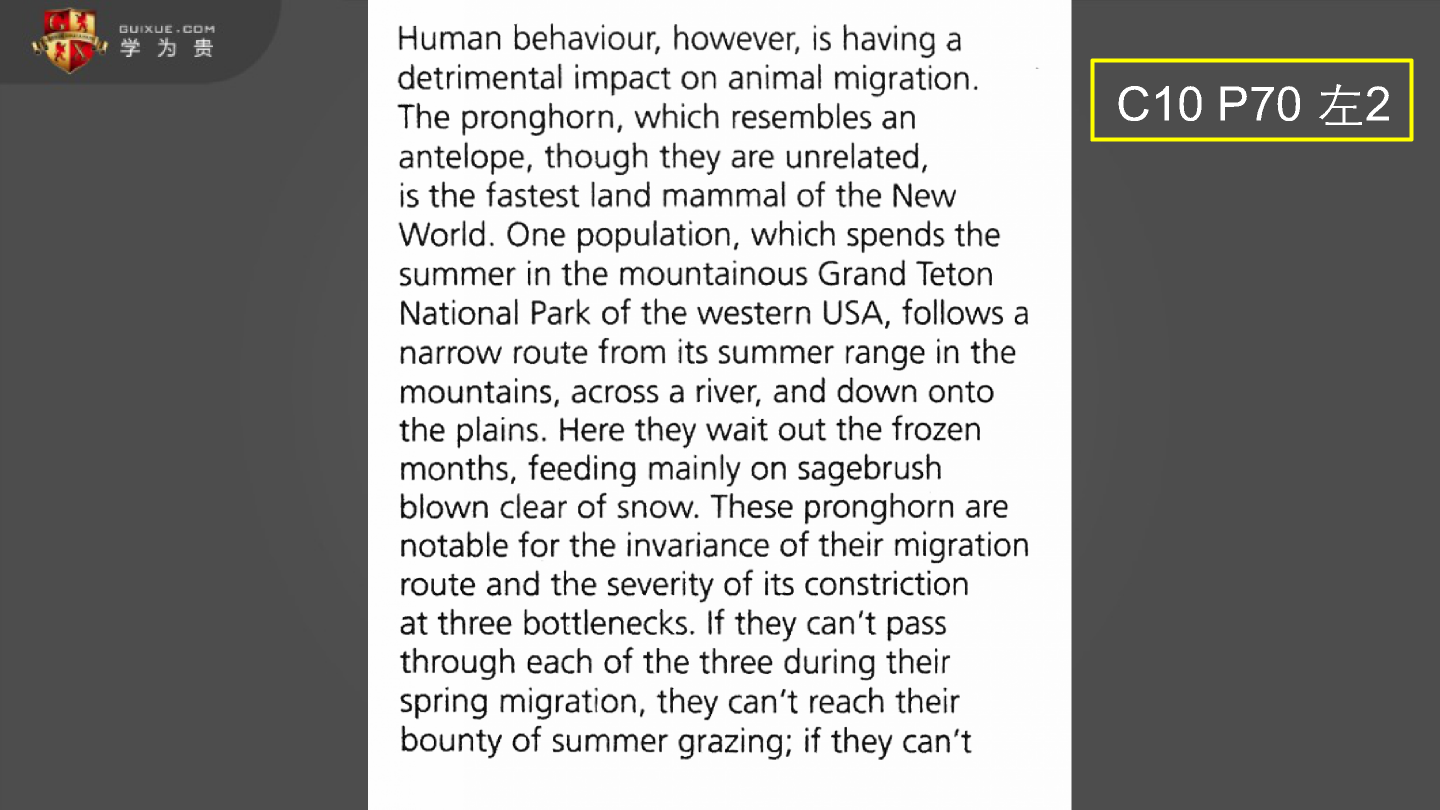 GUIXUE.COM
学为贵
C10 P70 左2
Human behaviour, however, is having a
detrimental impact on animal migration.
The pronghorn, which resembles an
antelope, though they are unrelated,
is the fastest land mammal of the New
World. One population, which spends the
summer in the mountainous Grand Teton
National Park of the western USA, follows a
narrow route from its summer range in the
mountains, across a river, and down onto
the plains. Here they wait out the frozen
months, feeding mainly on sagebrush
blown clear of snow. These pronghorn are
notable for the invariance of their migration
route and the severity of its constriction
at three bottlenecks. If they can't pass
through each of the three during their
spring migration, they can't reach their
bounty of summer grazing; if they can't